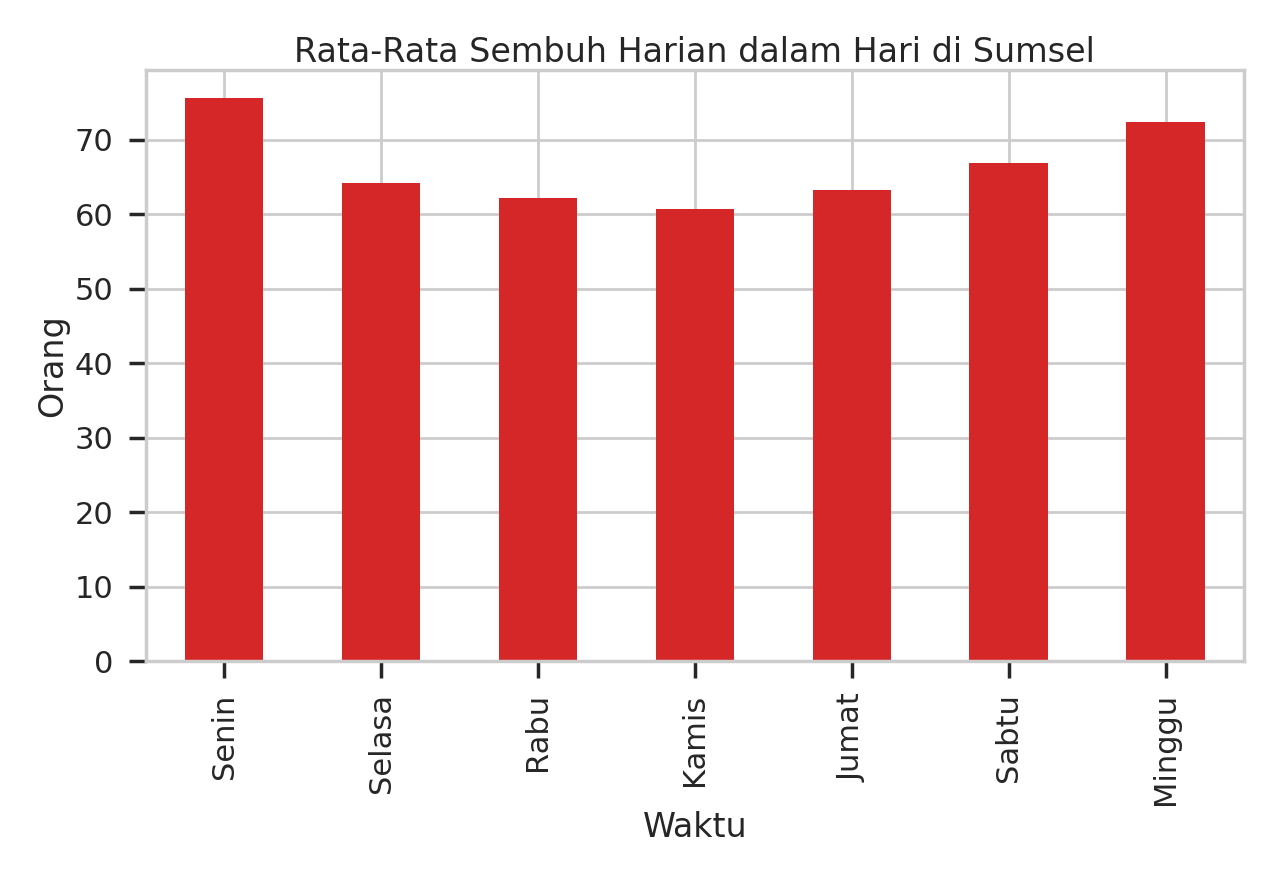 Rata-Rata Sembuh Harian dalam Hari di Sumsel
Orang
70
60
50
40
30
20
10
0
Senin
Selasa
Rabu
Kamis
Jumat
Sabtu
Minggu
Waktu